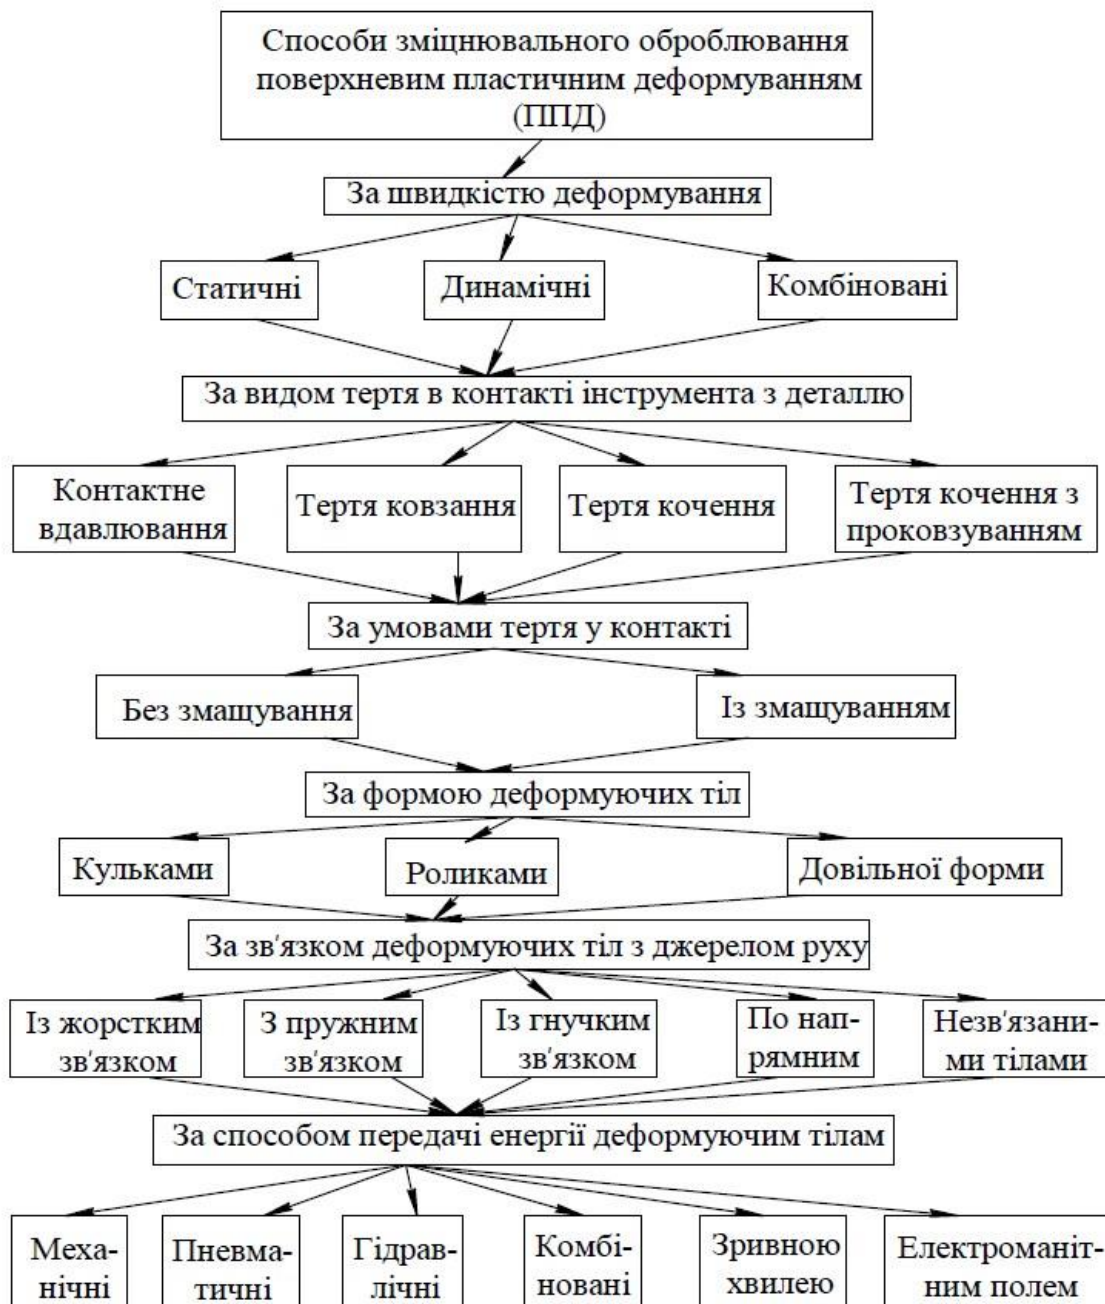 Способи зміцнювального оброблювання
поверхневим пластичним деформуванням
(ППД)
За швидкістю деформування
Статичні
Динамічні
Комбіновані
За видом тертя в контакті інструмента з деталлю
Контактне
вдавлювання
Тертя ковзання
Тертя кочення
Тертя кочення з
проковзуванням
За умовами тертя у контакті
Без змащування
Із змащуванням
За формою деформуючих тіл
Кульками
Роликами
Довільної форми
За зв'язком деформуючих тіл з джерелом руху
Із жорстким
зв'язком
З пружним
зв'язком
Із гнучким
зв'язком
По нап-
рямним
Незв'язани-
ми тілами
За способом передачі енергії деформуючим тілам
Меха-
нічні
Пневма-
тичні
Гідрав-
лічні
Комбі-
новані
Зривною
хвилею
Електроманіт-
ним полем